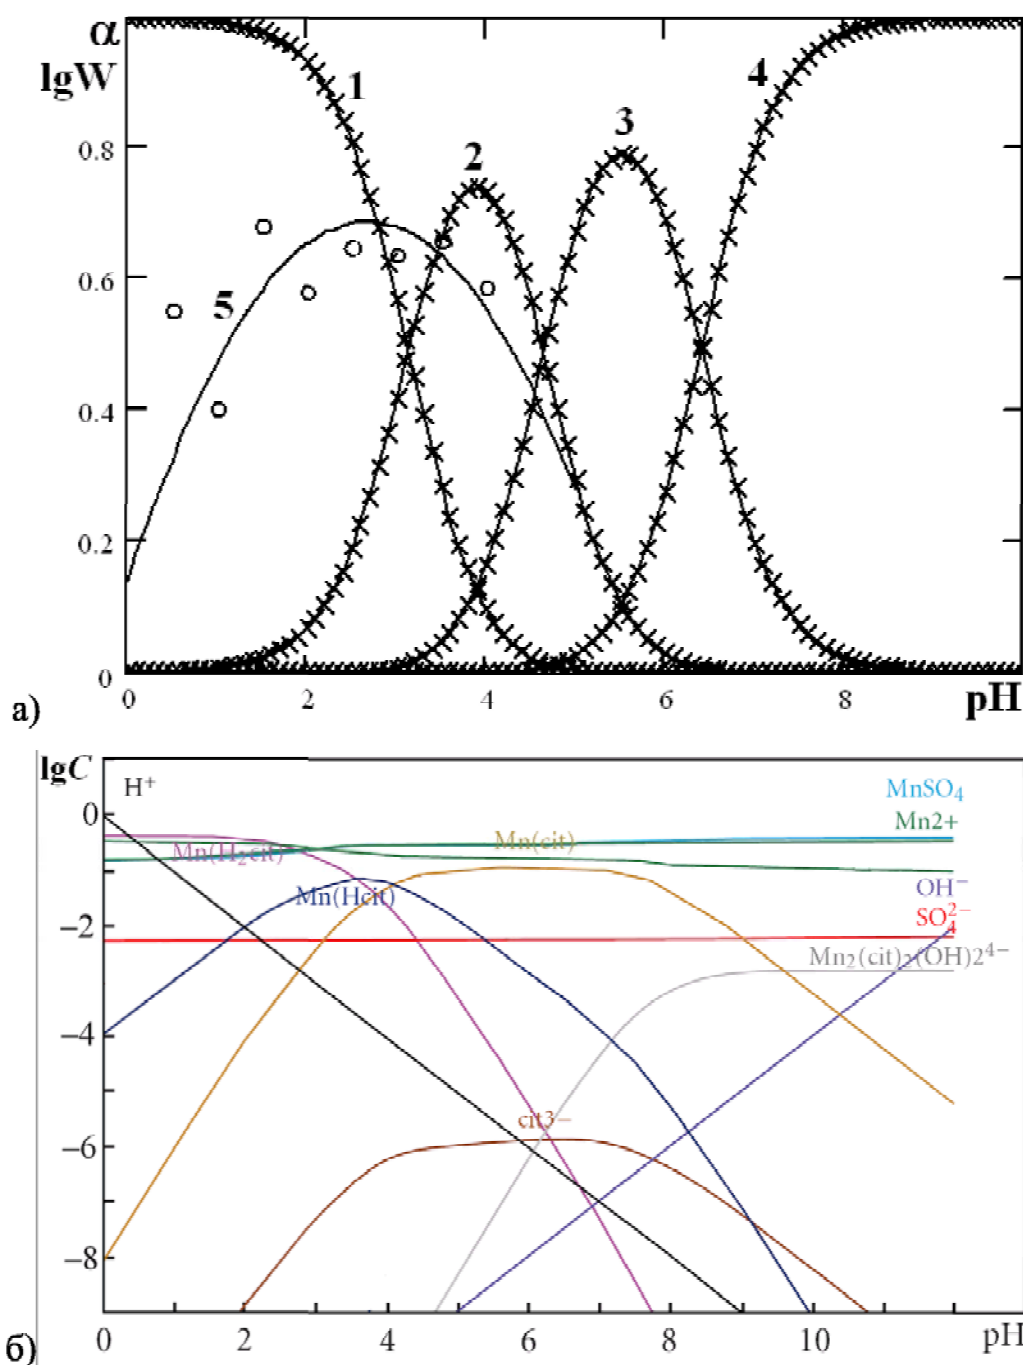 α
lgW
1
4
3
0.8
2
0.6
5
0.4
0.2
0
0 2 4 6 8 pH
а)
lgC
H⁺
MnSO₄
0
Mn2+
Mn(cit)
Mn(H₂cit)
OH⁻
Mn(Hcit)
SO₄²⁻
−2
Mn₂(cit)₂(OH)2⁴⁻
−4
cit3−
−6
−8
0 2 4 6 8 10 pH
б)